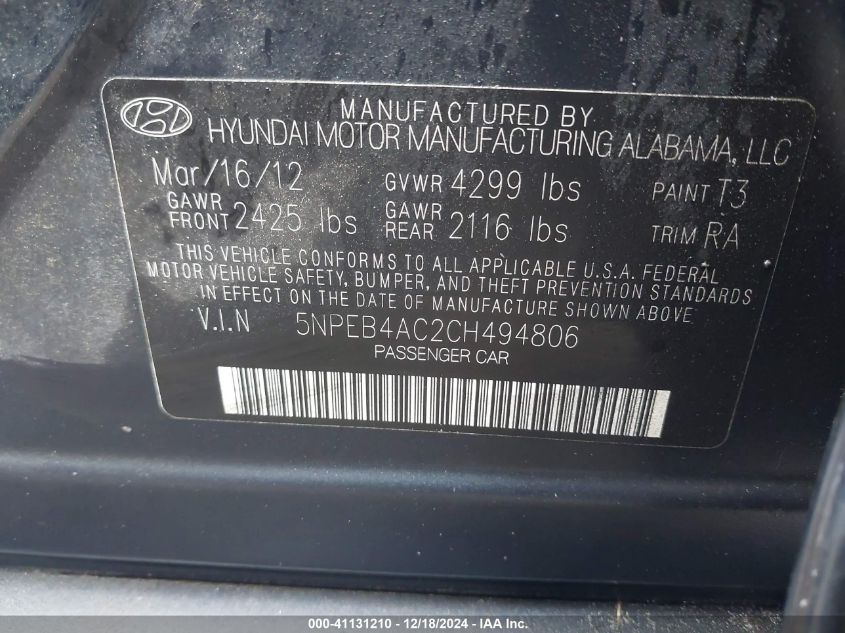 MANUFACTURED BY
HYUNDAI MOTOR MANUFACTURING ALABAMA, LLC
Mar/16/12 GVWR 4299 lbs PAINT T3
GAWR FRONT 2425 lbs GAWR REAR 2116 lbs TRIM RA
THIS VEHICLE CONFORMS TO ALL APPLICABLE U.S.A. FEDERAL
MOTOR VEHICLE SAFETY, BUMPER, AND THEFT PREVENTION STANDARDS
IN EFFECT ON THE DATE OF MANUFACTURE SHOWN ABOVE.
V.I.N 5NPEB4AC2CH494806
PASSENGER CAR
000-41131210 - 12/18/2024 - IAA Inc.